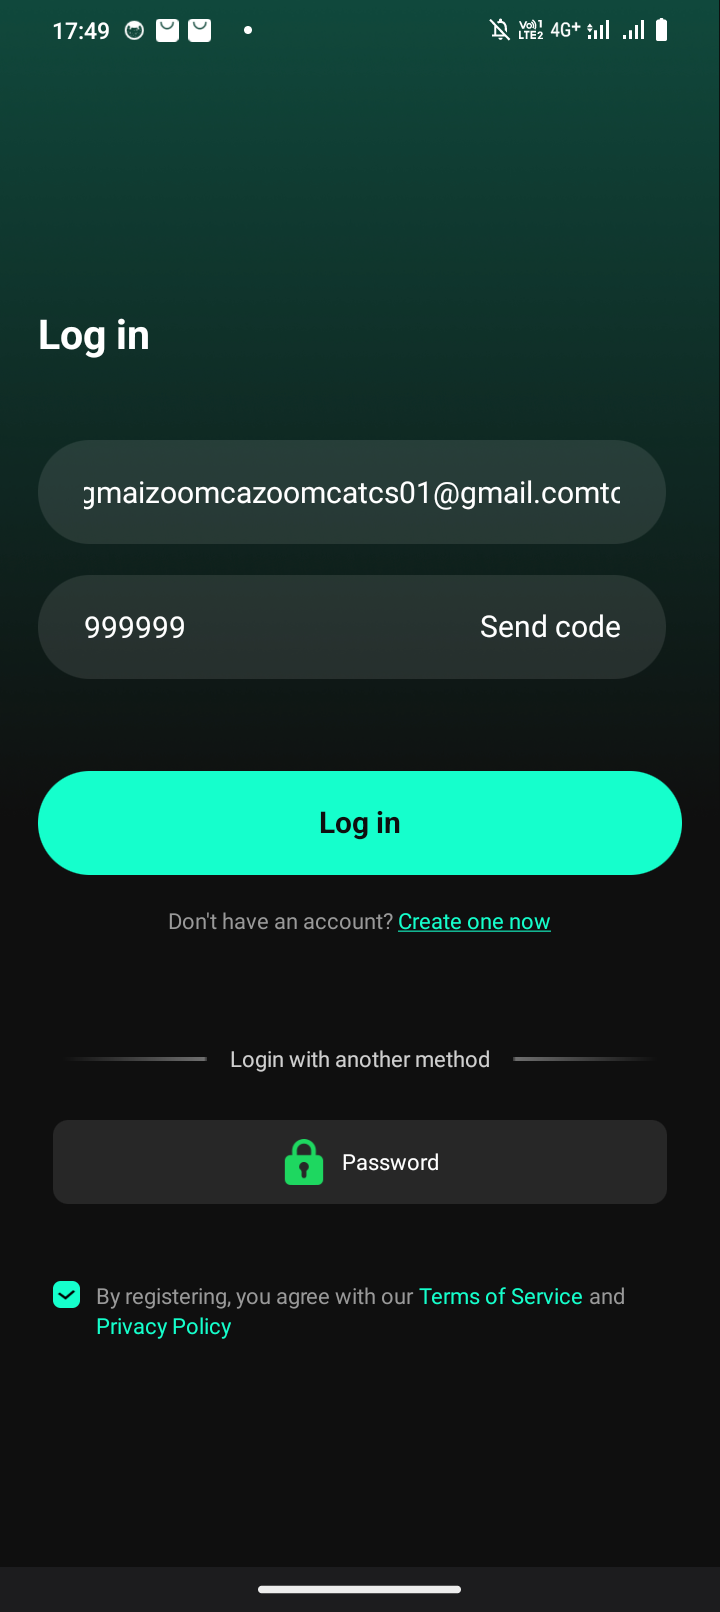 17:49
Vo)) 1 LTE2 4G+
Log in
gmaizoomcazoomcatcs01@gmail.comtc
999999 Send code
Log in
Don't have an account? Create one now
Login with another method
Password
By registering, you agree with our Terms of Service and
Privacy Policy